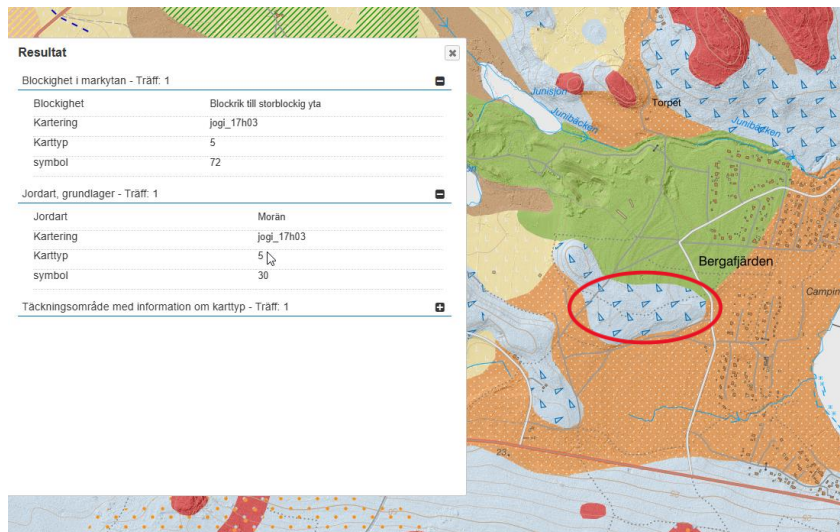 Resultat
Blockighet i markytan - Träff: 1
Blockighet Blockrik till storblockig yta
Kartering jogi_17h03
Karttyp 5
symbol 72
Jordart, grundlager - Träff: 1
Jordart Morän
Kartering jogi_17h03
Karttyp 5
symbol 30
Täckningsområde med information om karttyp - Träff: 1
Junisjön
Torpet
Junibäcken
Junibäcken
Bergafjärden
Campin
23.